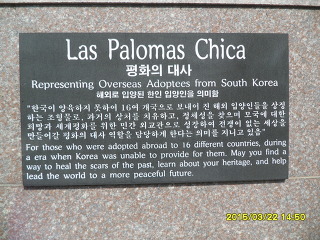 Las Palomas Chica
평화의 대사
Representing Overseas Adoptees from South Korea
해외로 입양된 한인 입양인을 의미함
"한국이 양육하지 못하여 16여 개국으로 보내어 진 해외 입양인들을 상징
하는 조형물로, 과거의 상처를 치유하고, 정체성을 찾으며 모국에 대한
희망과 세계평화를 위한 민간 외교관으로 성장하여 전쟁이 없는 세상을
만들어갈 평화의 대사 역할을 담당하게 한다는 의미를 지니고 있음"
For those who were adopted abroad to 16 different countries, during
a era when Korea was unable to provide for them. May you find a
way to heal the scars of the past, learn about your heritage, and help
lead the world to a more peaceful future.
2016/03/22 14:50